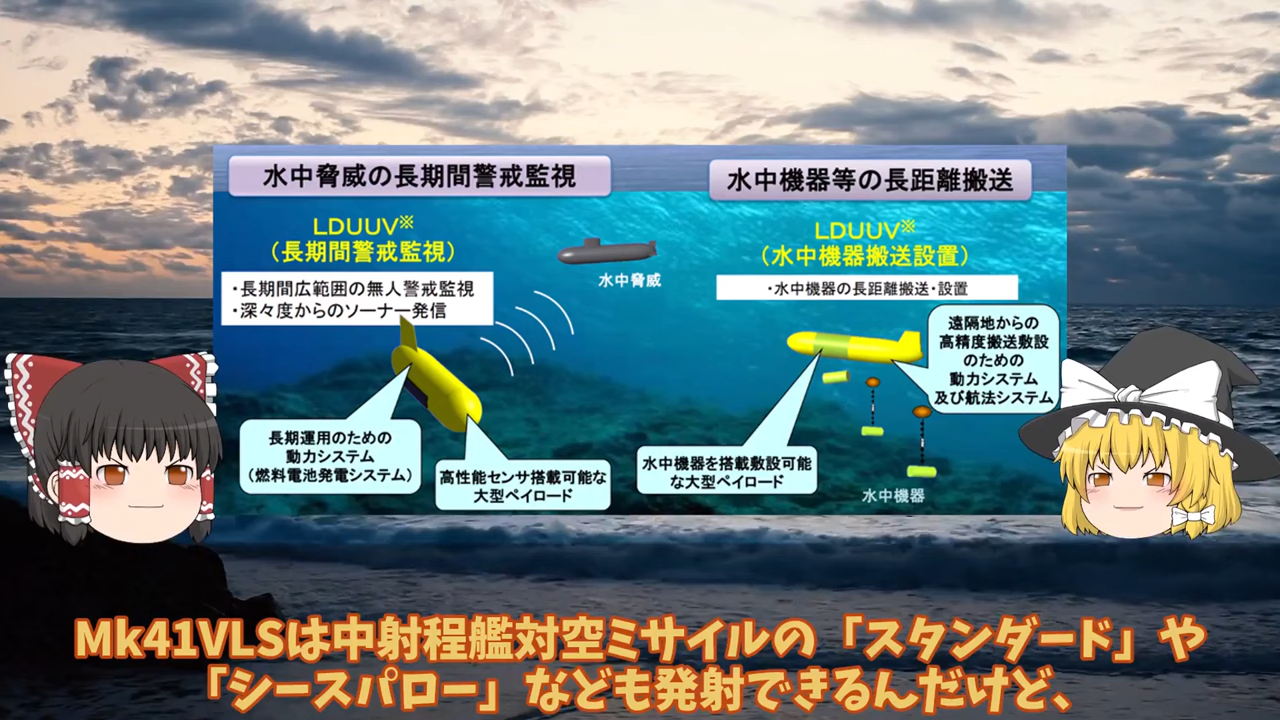 水中脅威の長期間警戒監視
LDUUV※
（長期間警戒監視）
・長期間広範囲の無人警戒監視
・深々度からのソーナー発信
水中脅威
長期運用のための
動力システム
（燃料電池発電システム）
高性能センサ搭載可能な
大型ペイロード
水中機器等の長距離搬送
LDUUV※
（水中機器搬送設置）
・水中機器の長距離搬送・設置
遠隔地からの
高精度搬送敷設
のための
動力システム
及び航法システム
水中機器を搭載敷設可能
な大型ペイロード
水中機器
Mk41VLSは中射程艦対空ミサイルの「スタンダード」や
「シースパロー」なども発射できるんだけど、